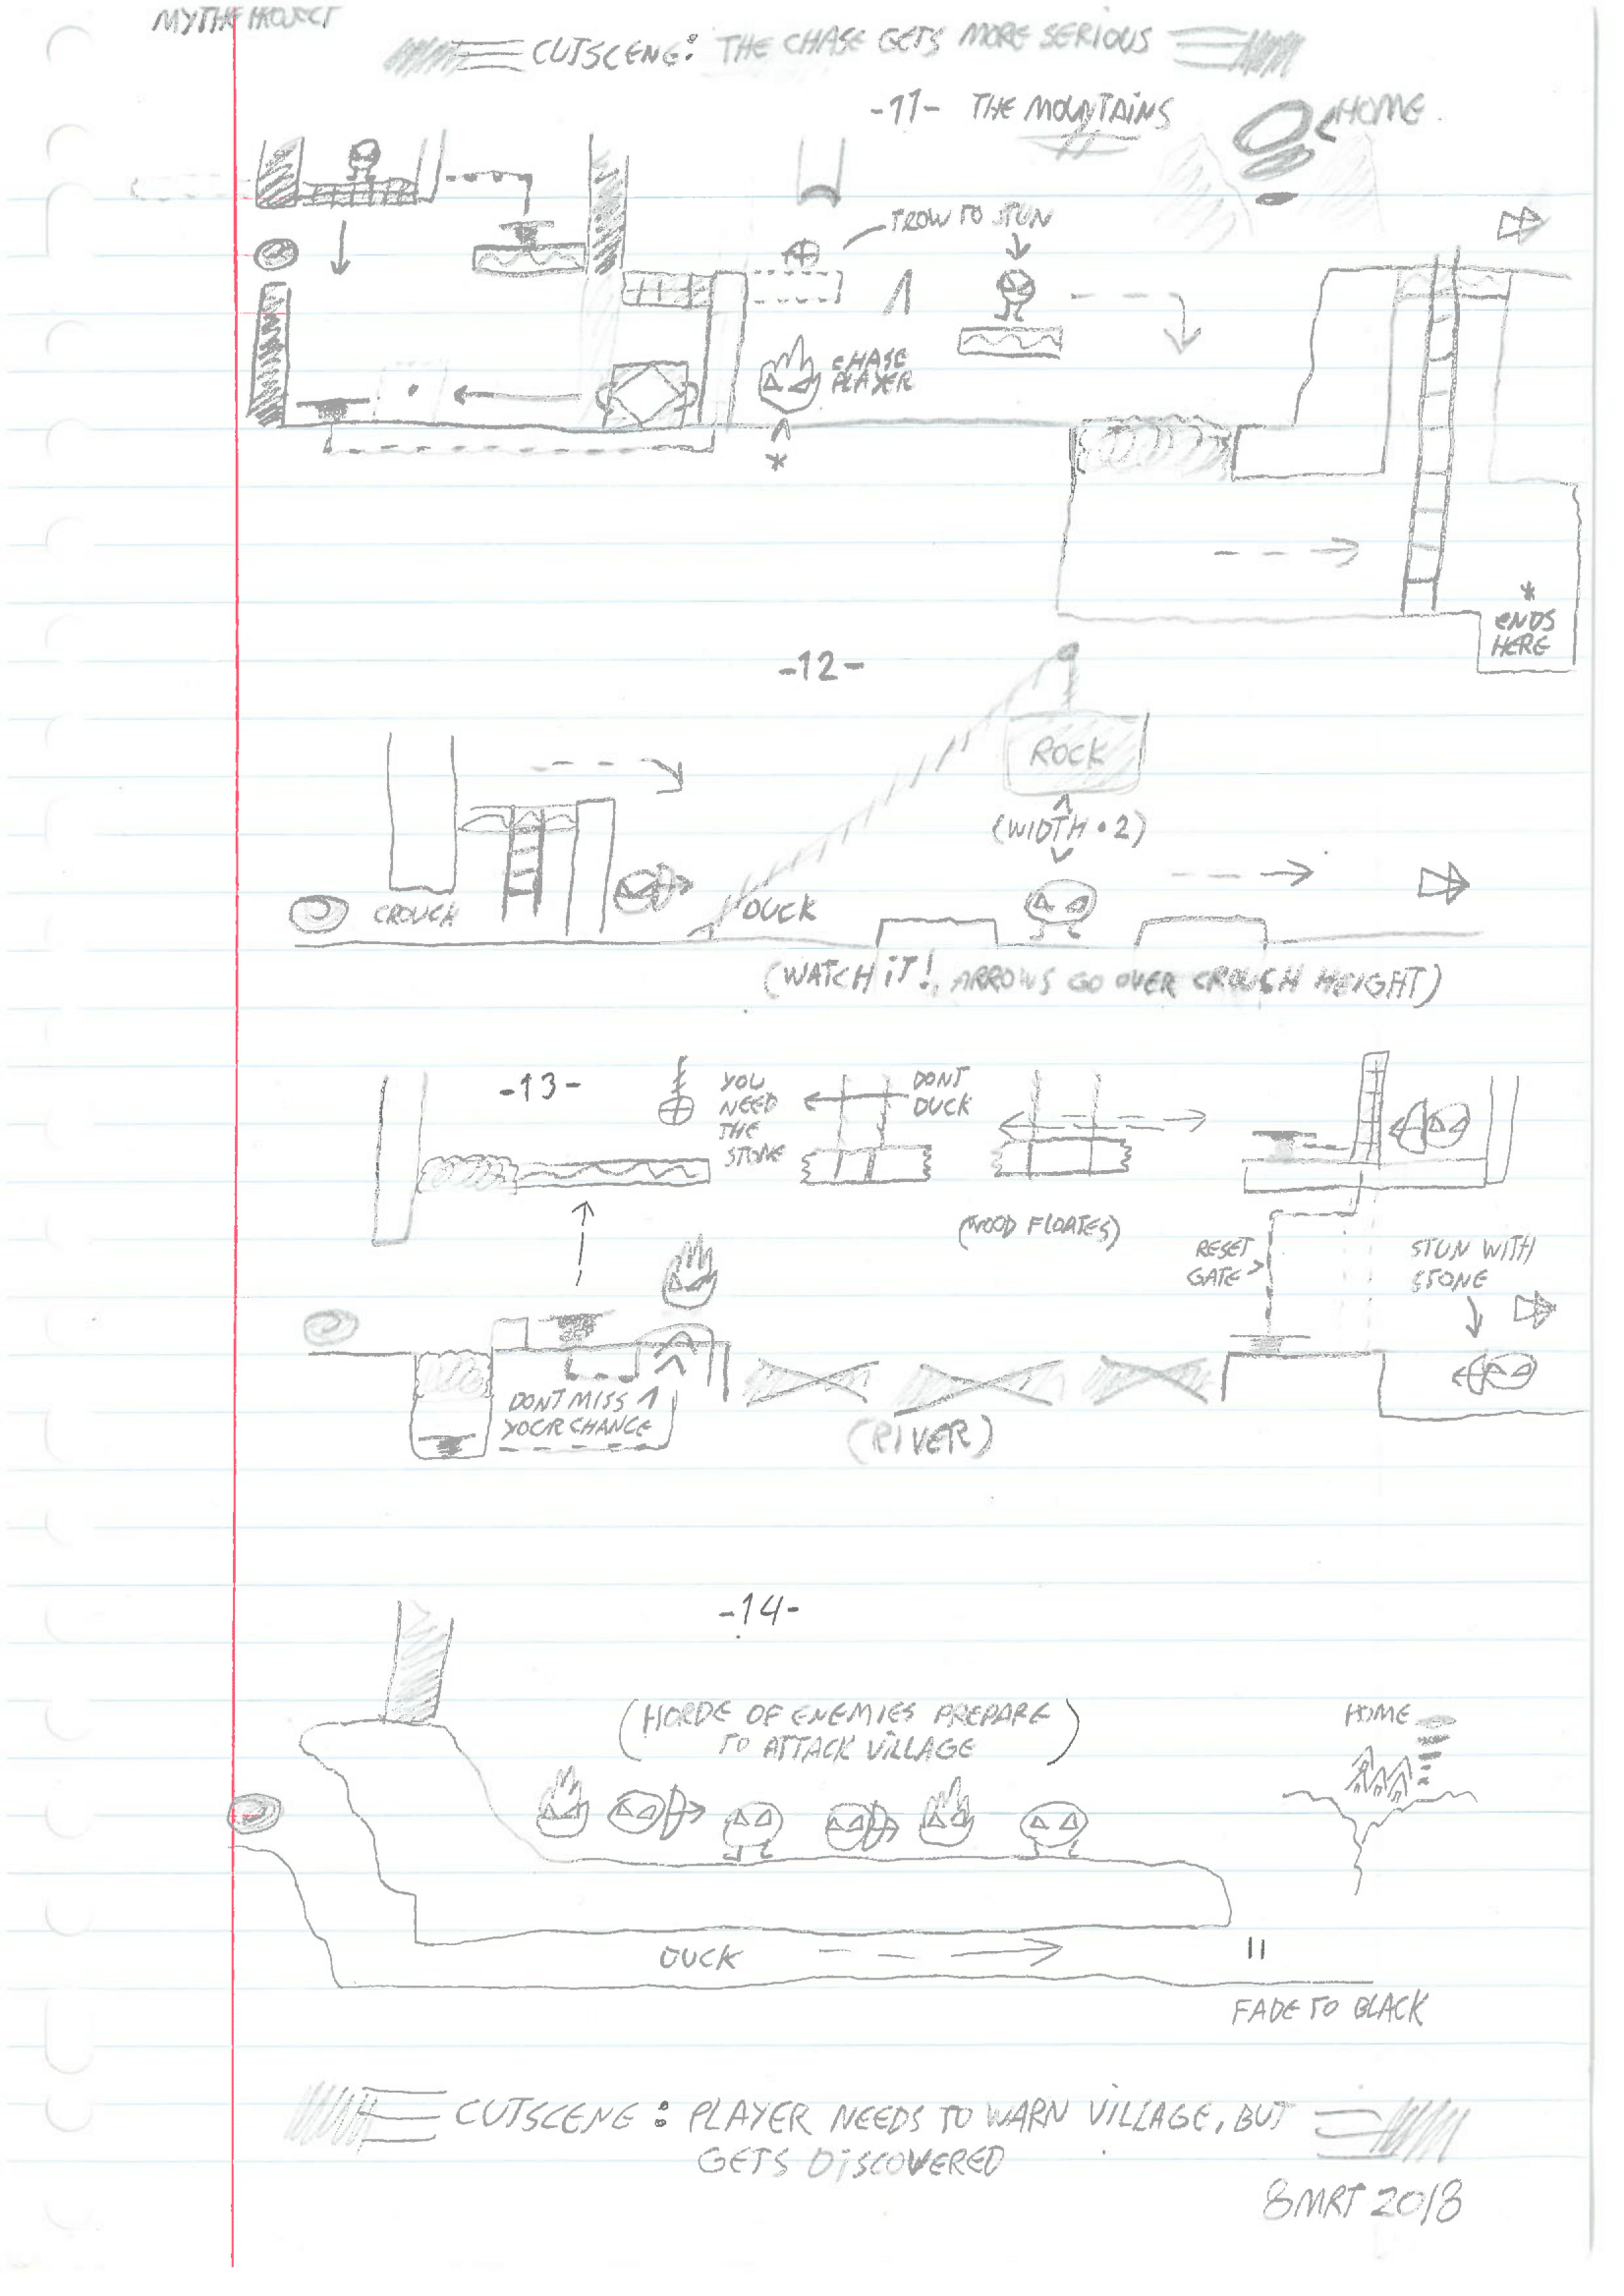 MYTHE PROJECT
CUTSCENE: THE CHASE GETS MORE SERIOUS
-11- THE MOUNTAINS
HOME
TROW TO STUN
CHASE
PLAYER
*
*
ENDS
HERE
-12-
ROCK
(WIDTH • 2)
CROUCH
DUCK
(WATCH iT! ARROWS GO OVER CROUCH HEIGHT)
-13-
YOU
NEED
THE
STONE
DONT
DUCK
(WOOD FLOATES)
RESET
GATE >
STUN WITH
STONE
DONT MISS
YOUR CHANCE
(RIVER)
-14-
(HORDE OF ENEMIES PREPARE
TO ATTACK VILLAGE)
HOME
DUCK
FADE TO BLACK
CUTSCENE: PLAYER NEEDS TO WARN VILLAGE, BUT
GETS DiSCOVERED
8 MRT 2018